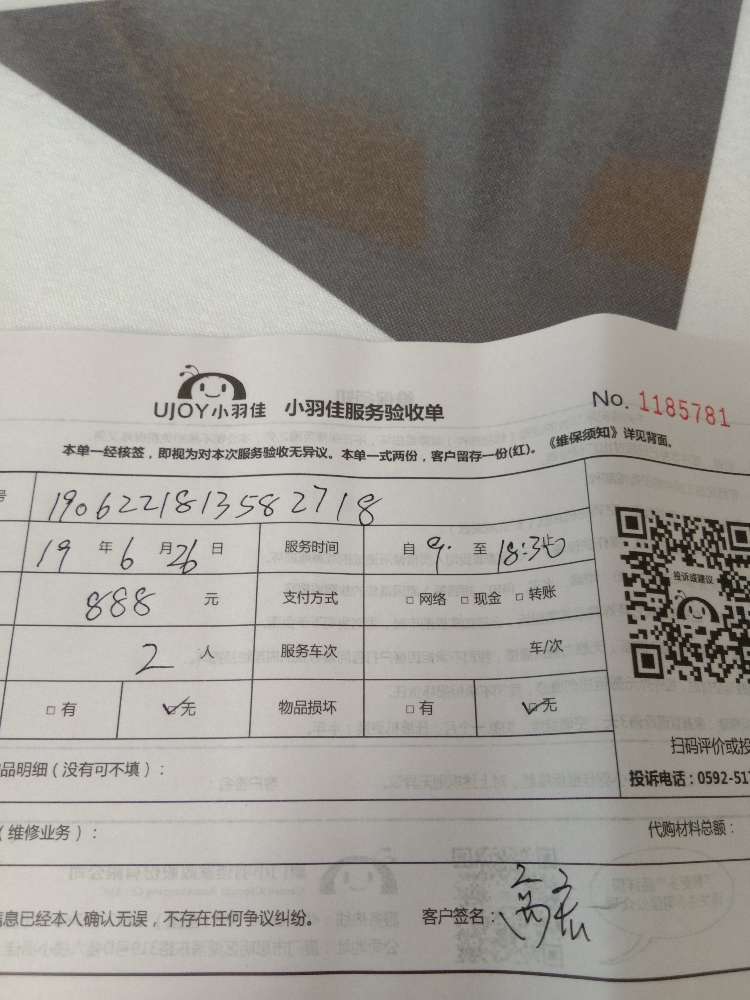 UJOY小羽佳 小羽佳服务验收单 No. 1185781
本单一经核签，即视为对本次服务验收无异议。本单一式两份，客户留存一份(红)。《维保须知》详见背面。
号 1906221813582718
19 年 6 月 26 日 服务时间 自 9: 至 18:30
888 元 支付方式 □网络 □现金 □转账
投诉或建议
2 人 服务车次 车/次
□有 ☑无 物品损坏 □有 ☑无
扫码评价或投
品明细（没有可不填）：
投诉电话：0592-517
（维修业务）： 代购材料总额：
信息已经本人确认无误，不存在任何争议纠纷。 客户签名：